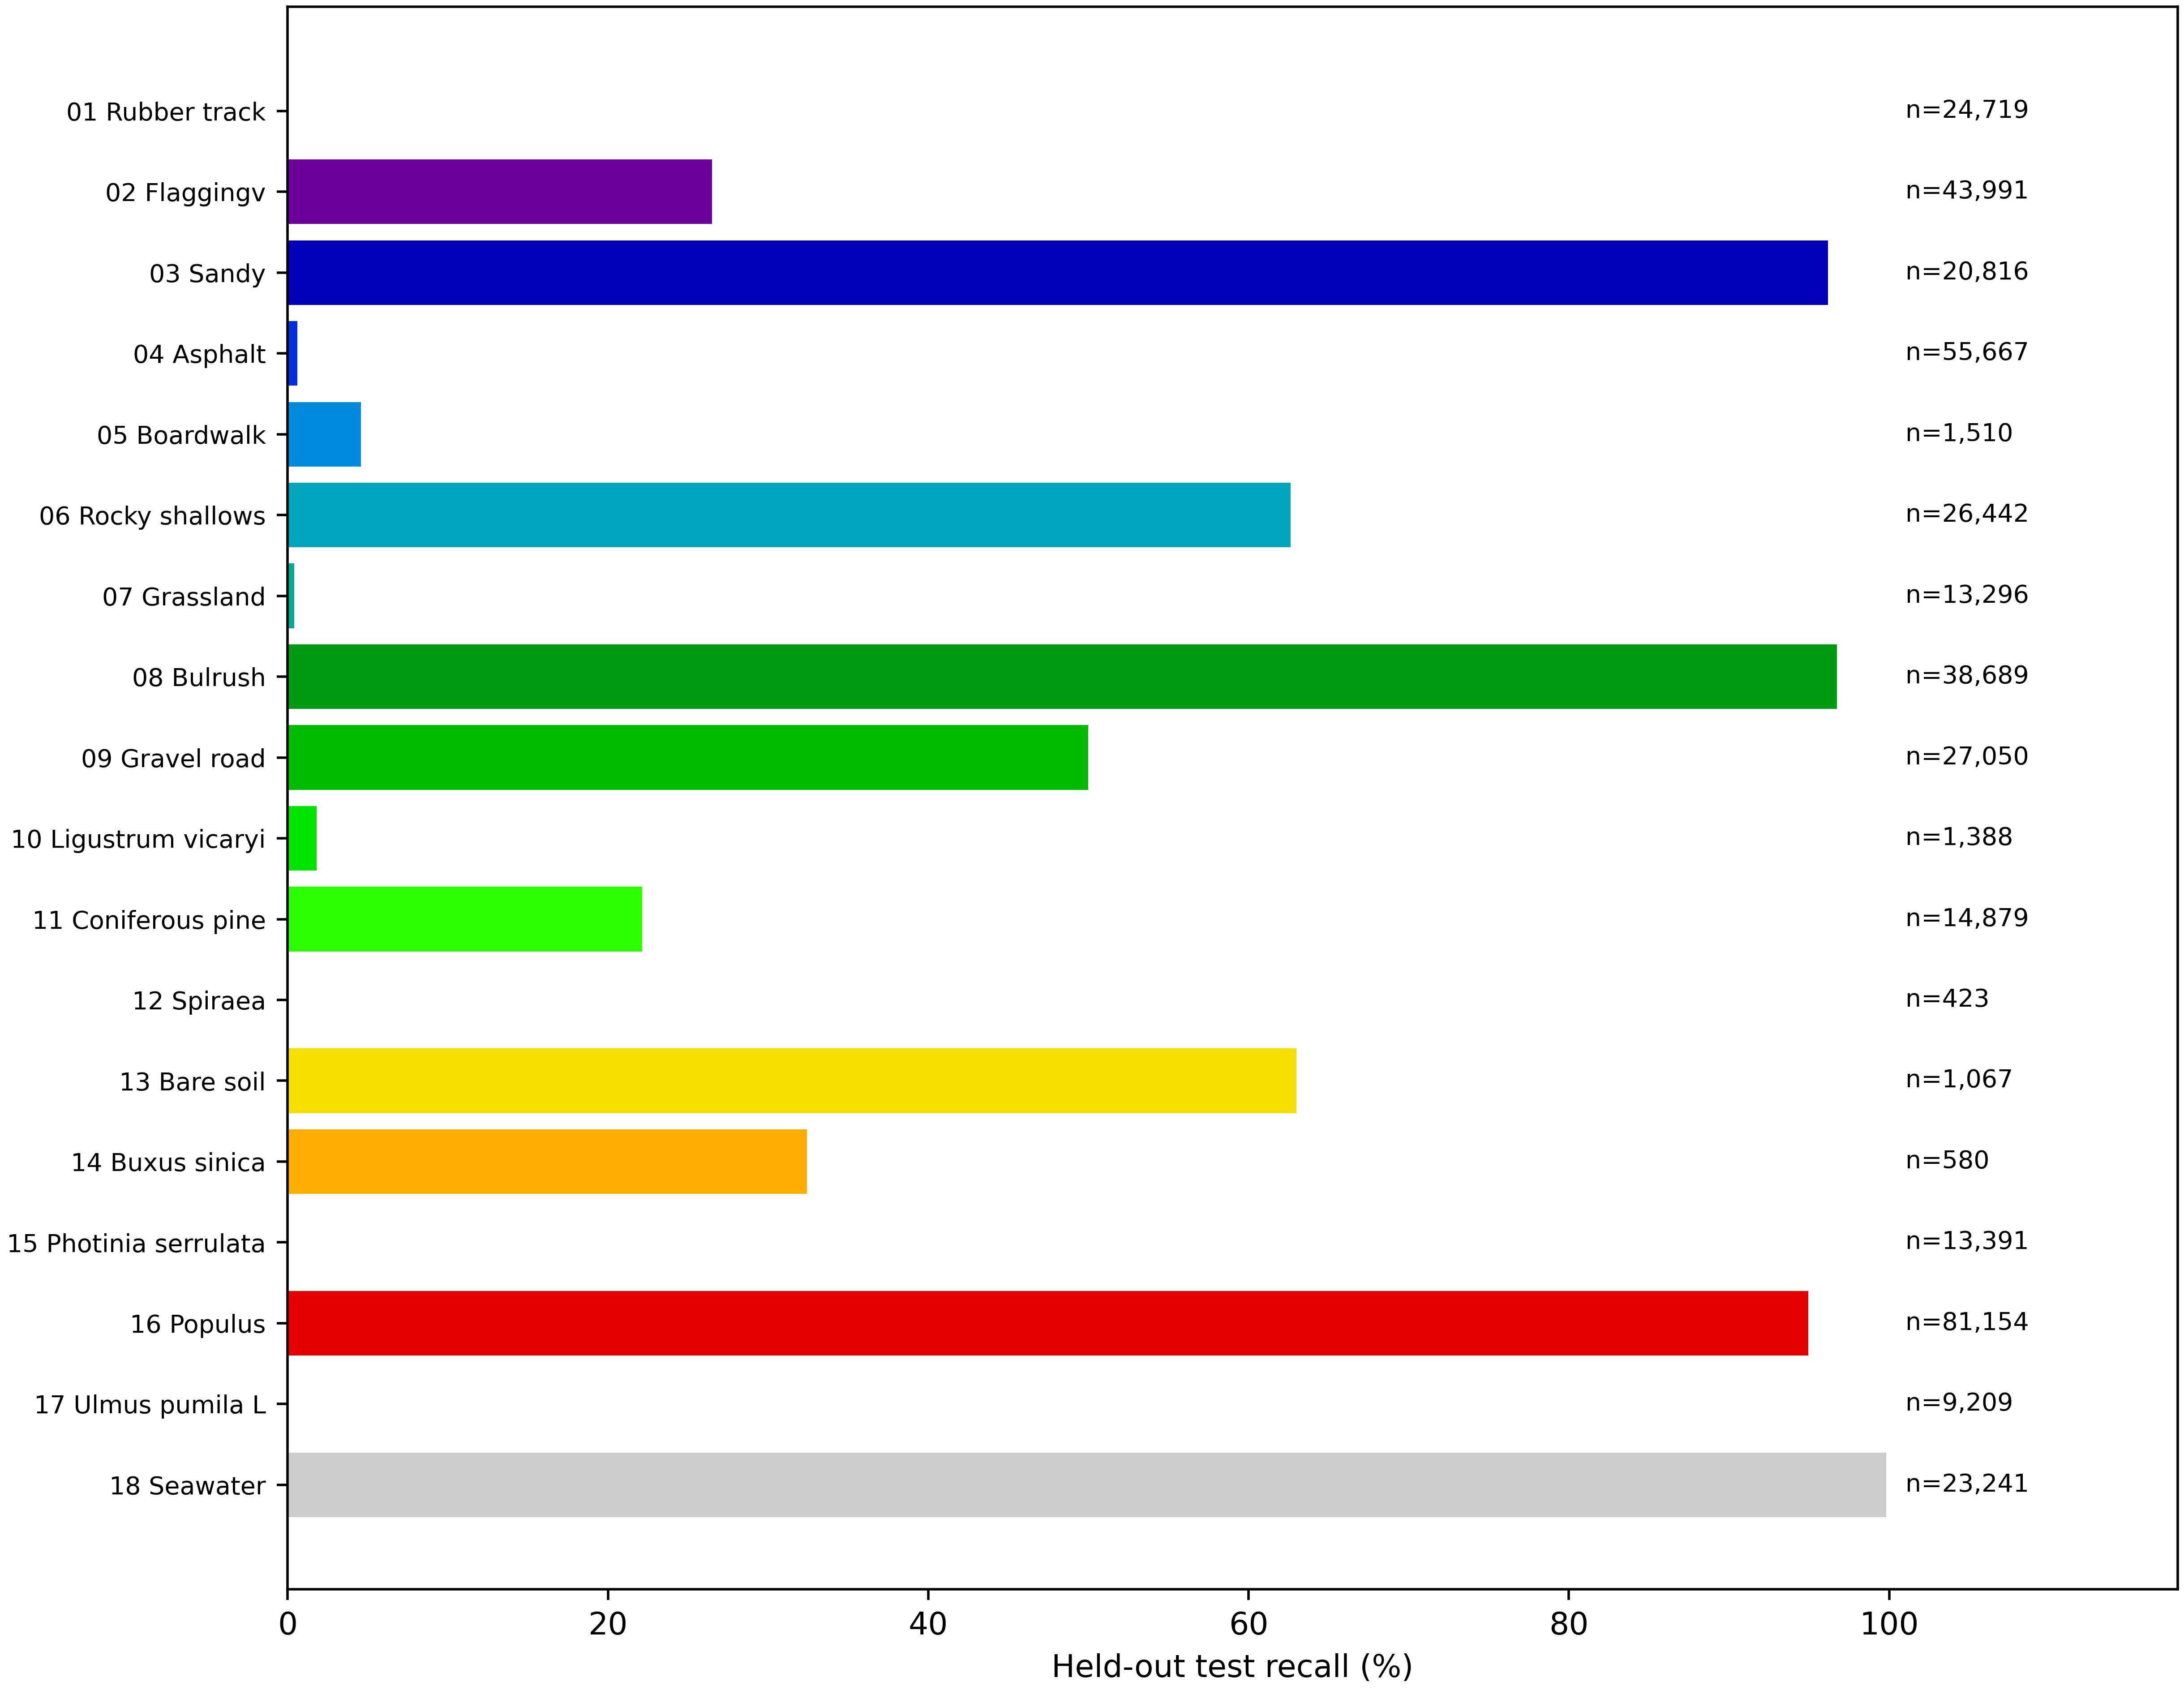 01 Rubber track n=24,719
02 Flaggingv n=43,991
03 Sandy n=20,816
04 Asphalt n=55,667
05 Boardwalk n=1,510
06 Rocky shallows n=26,442
07 Grassland n=13,296
08 Bulrush n=38,689
09 Gravel road n=27,050
10 Ligustrum vicaryi n=1,388
11 Coniferous pine n=14,879
12 Spiraea n=423
13 Bare soil n=1,067
14 Buxus sinica n=580
15 Photinia serrulata n=13,391
16 Populus n=81,154
17 Ulmus pumila L n=9,209
18 Seawater n=23,241
0 20 40 60 80 100
Held-out test recall (%)